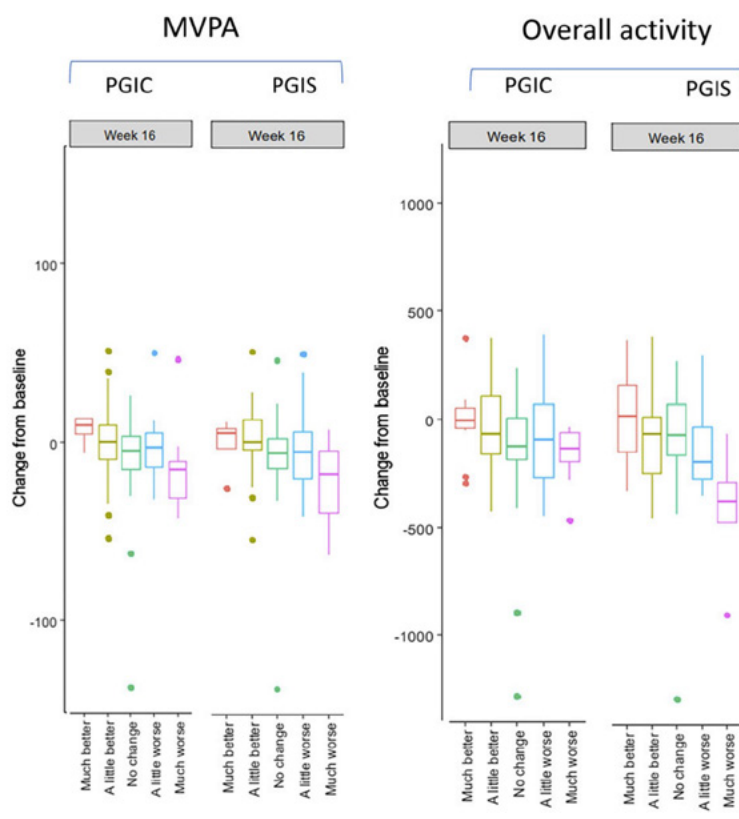 MVPA
PGIC
PGIS
Week 16
Week 16
Change from baseline
100
0
-100
Much better
A little better
No change
A little worse
Much worse
Much better
A little better
No change
A little worse
Much worse
Overall activity
PGIC
PGIS
Week 16
Week 16
Change from baseline
1000
500
0
-500
-1000
Much better
A little better
No change
A little worse
Much worse
Much better
A little better
No change
A little worse
Much worse